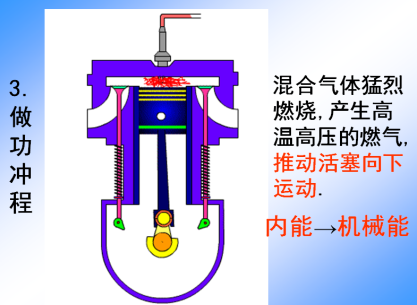 3.
做
功
冲
程
混合气体猛烈
燃烧,产生高
温高压的燃气,
推动活塞向下
运动.
内能→机械能